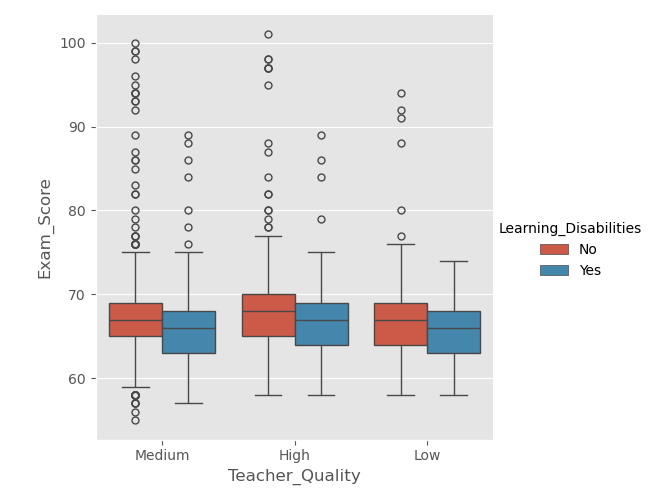 100
90
80
70
60
Exam_Score
Medium
High
Low
Teacher_Quality
Learning_Disabilities
No
Yes